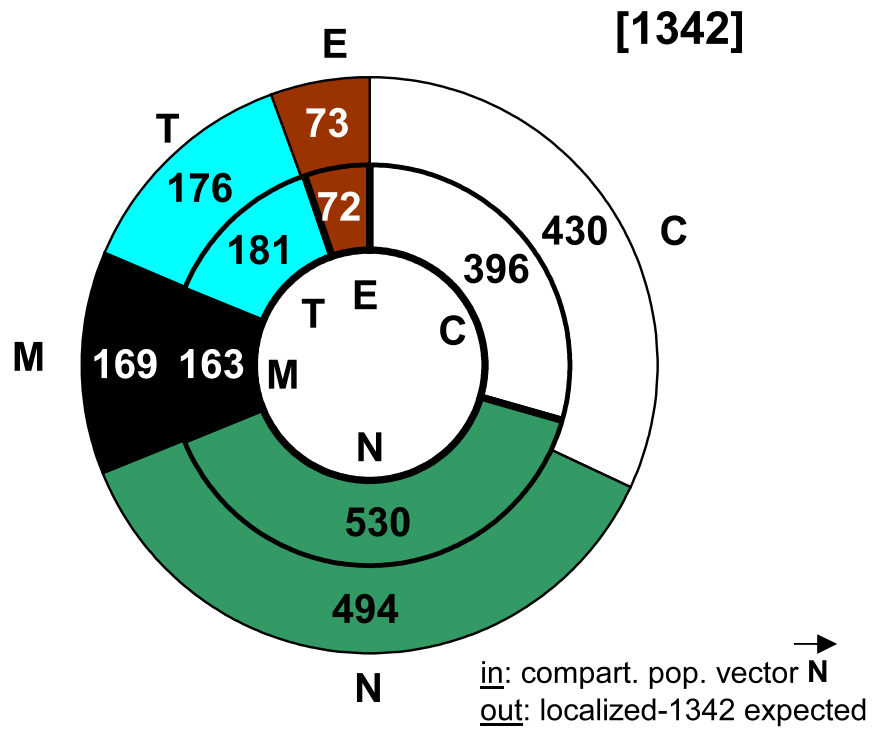 [1342]
E
T
73
176
72
430
C
181
396
E
T
C
M
169
163
M
N
530
494
N
in: compart. pop. vector N
out: localized-1342 expected